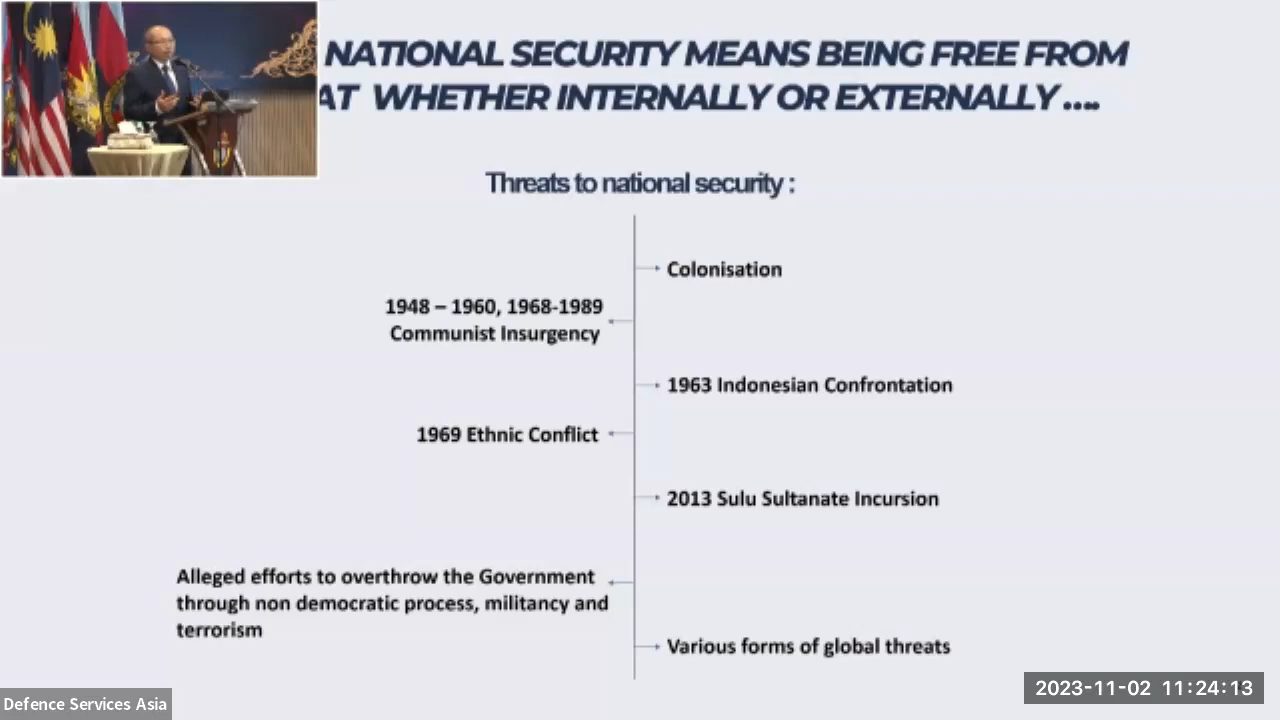 NATIONAL SECURITY MEANS BEING FREE FROM
AT WHETHER INTERNALLY OR EXTERNALLY ....
Threats to national security :
Colonisation
1948 – 1960, 1968-1989
Communist Insurgency
1963 Indonesian Confrontation
1969 Ethnic Conflict
2013 Sulu Sultanate Incursion
Alleged efforts to overthrow the Government
through non democratic process, militancy and
terrorism
Various forms of global threats
2023-11-02 11:24:13
Defence Services Asia